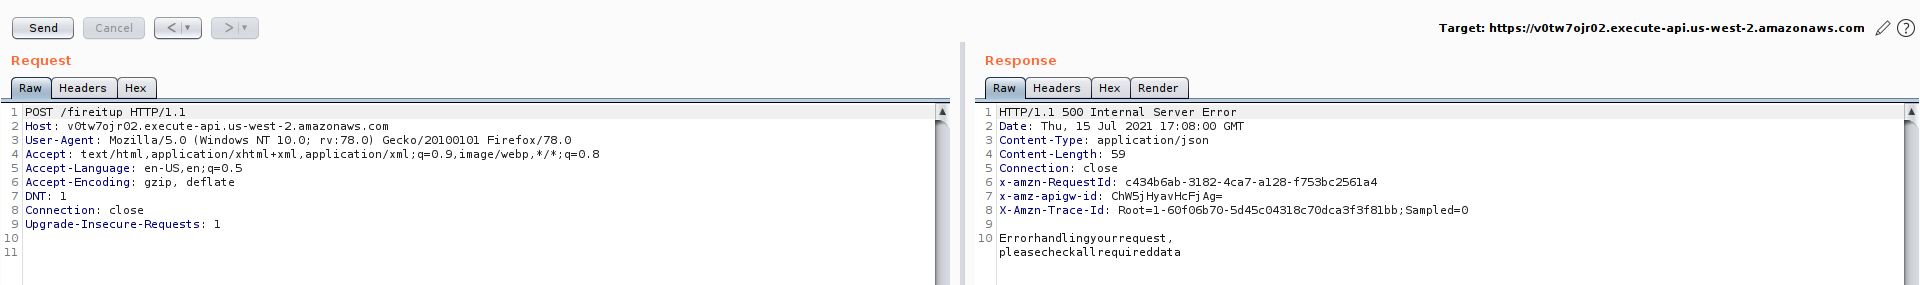 Send Cancel < > Target: https://v0tw7ojr02.execute-api.us-west-2.amazonaws.com ?
Request
Raw Headers Hex
1 POST /fireitup HTTP/1.1
2 Host: v0tw7ojr02.execute-api.us-west-2.amazonaws.com
3 User-Agent: Mozilla/5.0 (Windows NT 10.0; rv:78.0) Gecko/20100101 Firefox/78.0
4 Accept: text/html,application/xhtml+xml,application/xml;q=0.9,image/webp,*/*;q=0.8
5 Accept-Language: en-US,en;q=0.5
6 Accept-Encoding: gzip, deflate
7 DNT: 1
8 Connection: close
9 Upgrade-Insecure-Requests: 1
10
11
Response
Raw Headers Hex Render
1 HTTP/1.1 500 Internal Server Error
2 Date: Thu, 15 Jul 2021 17:08:00 GMT
3 Content-Type: application/json
4 Content-Length: 59
5 Connection: close
6 x-amzn-RequestId: c434b6ab-3182-4ca7-a128-f753bc2561a4
7 x-amz-apigw-id: ChW5jHyavHcFjAg=
8 X-Amzn-Trace-Id: Root=1-60f06b70-5d45c04318c70dca3f3f81bb;Sampled=0
9
10 Errorhandlingyourrequest,
pleasecheckallrequireddata